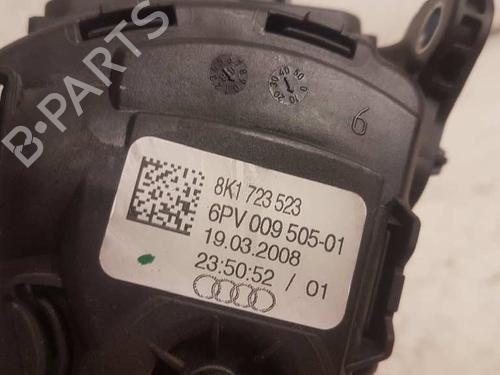 B-PARTS
6
8K1 723 523
6PV 009 505-01
19.03.2008
23:50:52 / 01